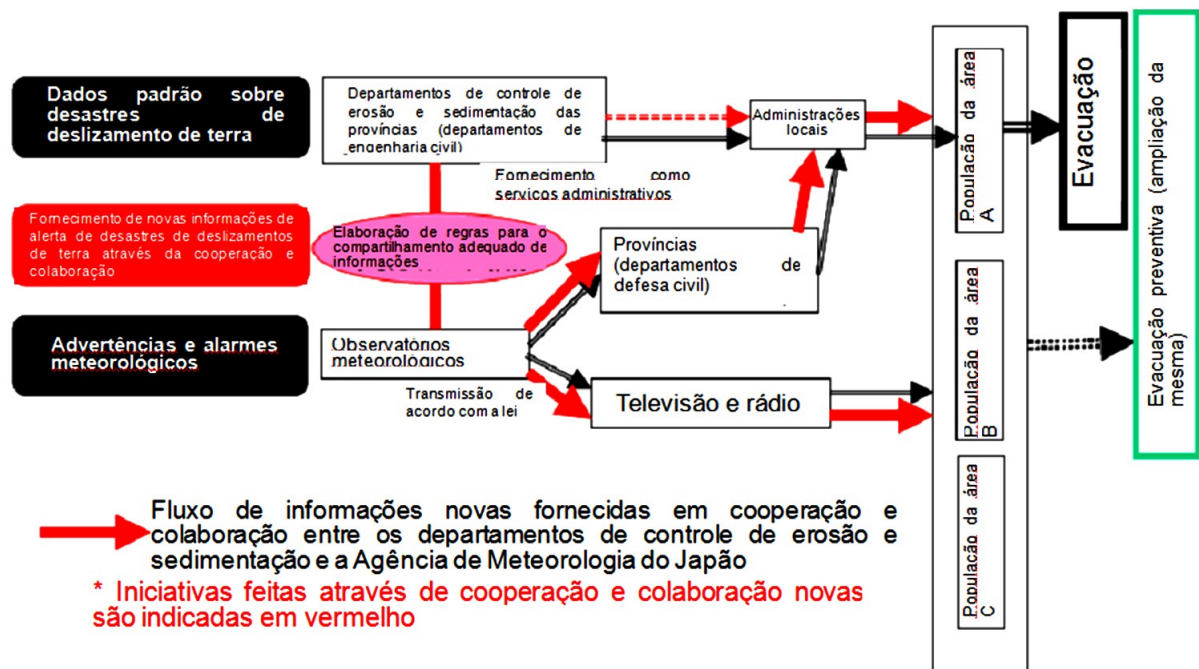 Dados padrão sobre
desastres de
deslizamento de terra
Departamentos de controle de
erosão e sedimentação das
províncias (departamentos de
engenharia civil)
Administrações
locais
Fornecimento como
serviços administrativos
Fornecimento de novas informações de
alerta de desastres de deslizamentos
de terra através da cooperação e
colaboração
Elaboração de regras para o
compartilhamento adequado de
informações
Províncias
(departamentos de
defesa civil)
Advertências e alarmes
meteorológicos
Observatórios
meteorológicos
Transmissão de
acordo com a lei
Televisão e rádio
População da área
A
População da área
B
População da área
C
Evacuação
Evacuação preventiva (ampliação da
mesma)
Fluxo de informações novas fornecidas em cooperação e
colaboração entre os departamentos de controle de erosão e
sedimentação e a Agência de Meteorologia do Japão
* Iniciativas feitas através de cooperação e colaboração novas
são indicadas em vermelho